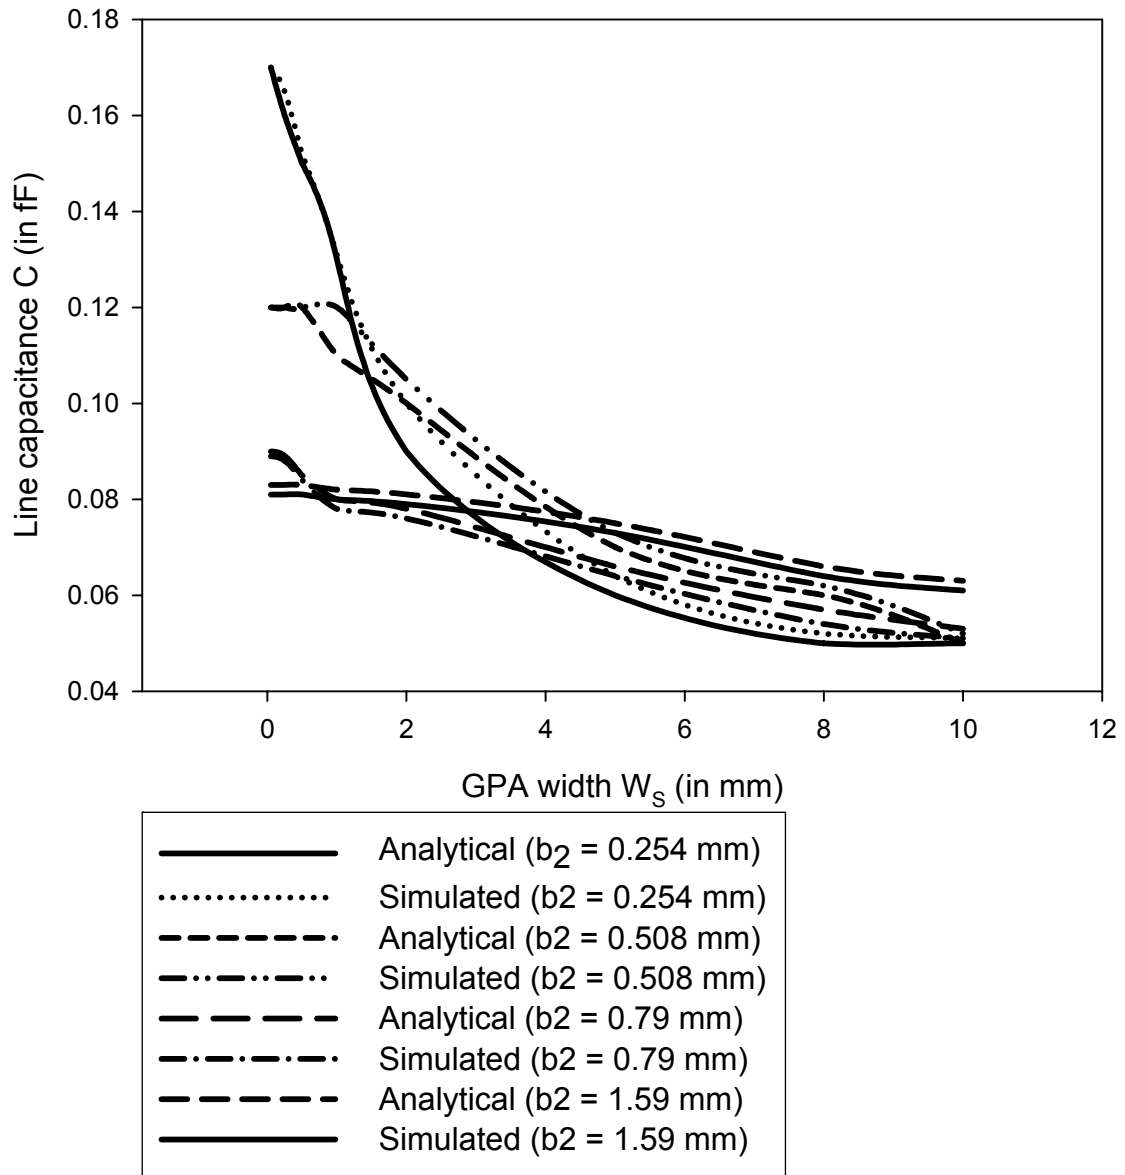 0.18
0.16
0.14
0.12
0.10
0.08
0.06
0.04
Line capacitance C (in fF)
0 2 4 6 8 10 12
GPA width WS (in mm)
Analytical (b2 = 0.254 mm)
Simulated (b2 = 0.254 mm)
Analytical (b2 = 0.508 mm)
Simulated (b2 = 0.508 mm)
Analytical (b2 = 0.79 mm)
Simulated (b2 = 0.79 mm)
Analytical (b2 = 1.59 mm)
Simulated (b2 = 1.59 mm)